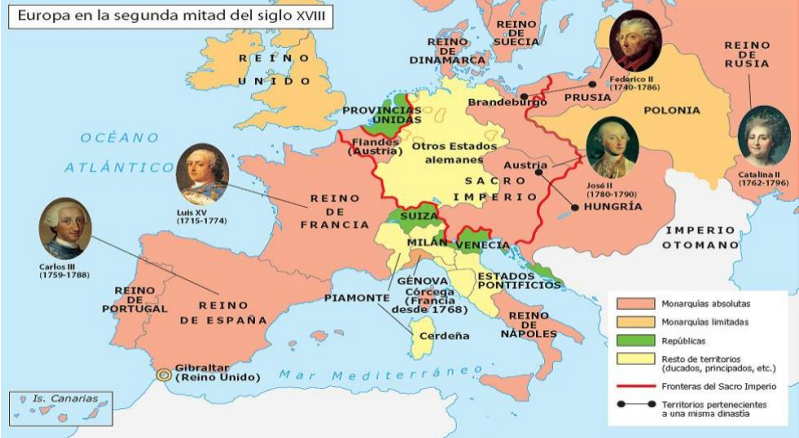 Europa en la segunda mitad del siglo XVIII
REINO
UNIDO
REINO
DE
DINAMARCA
REINO
DE
SUECIA
REINO
DE
RUSIA
Federico II
(1740-1786)
Brandeburgo
PRUSIA
POLONIA
PROVINCIAS
UNIDAS
Flandes
(Austria)
Otros Estados
alemanes
OCÉANO
ATLÁNTICO
Austria
SACRO
IMPERIO
José II
(1780-1790)
HUNGRÍA
Catalina II
(1762-1796)
Luis XV
(1715-1774)
REINO
DE
FRANCIA
SUIZA
MILÁN
VENECIA
IMPERIO
OTOMANO
Carlos III
(1759-1788)
REINO
DE
PORTUGAL
REINO
DE ESPAÑA
PIAMONTE
GÉNOVA
Córcega
(Francia
desde 1768)
ESTADOS
PONTIFICIOS
Cerdeña
REINO
DE
NÁPOLES
Gibraltar
(Reino Unido)
Mar Mediterráneo
Is. Canarias
Monarquías absolutas
Monarquías limitadas
Repúblicas
Resto de territorios
(ducados, principados, etc.)
Fronteras del Sacro Imperio
Territorios pertenecientes
a una misma dinastía